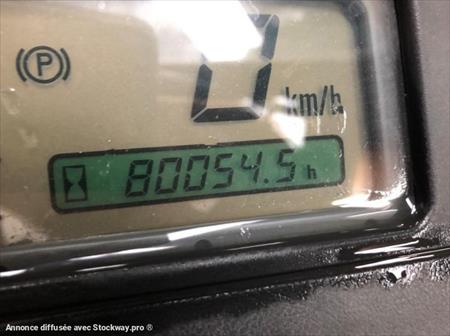 P
0
km/h
80054.5 h
Annonce diffusée avec Stockway.pro ®